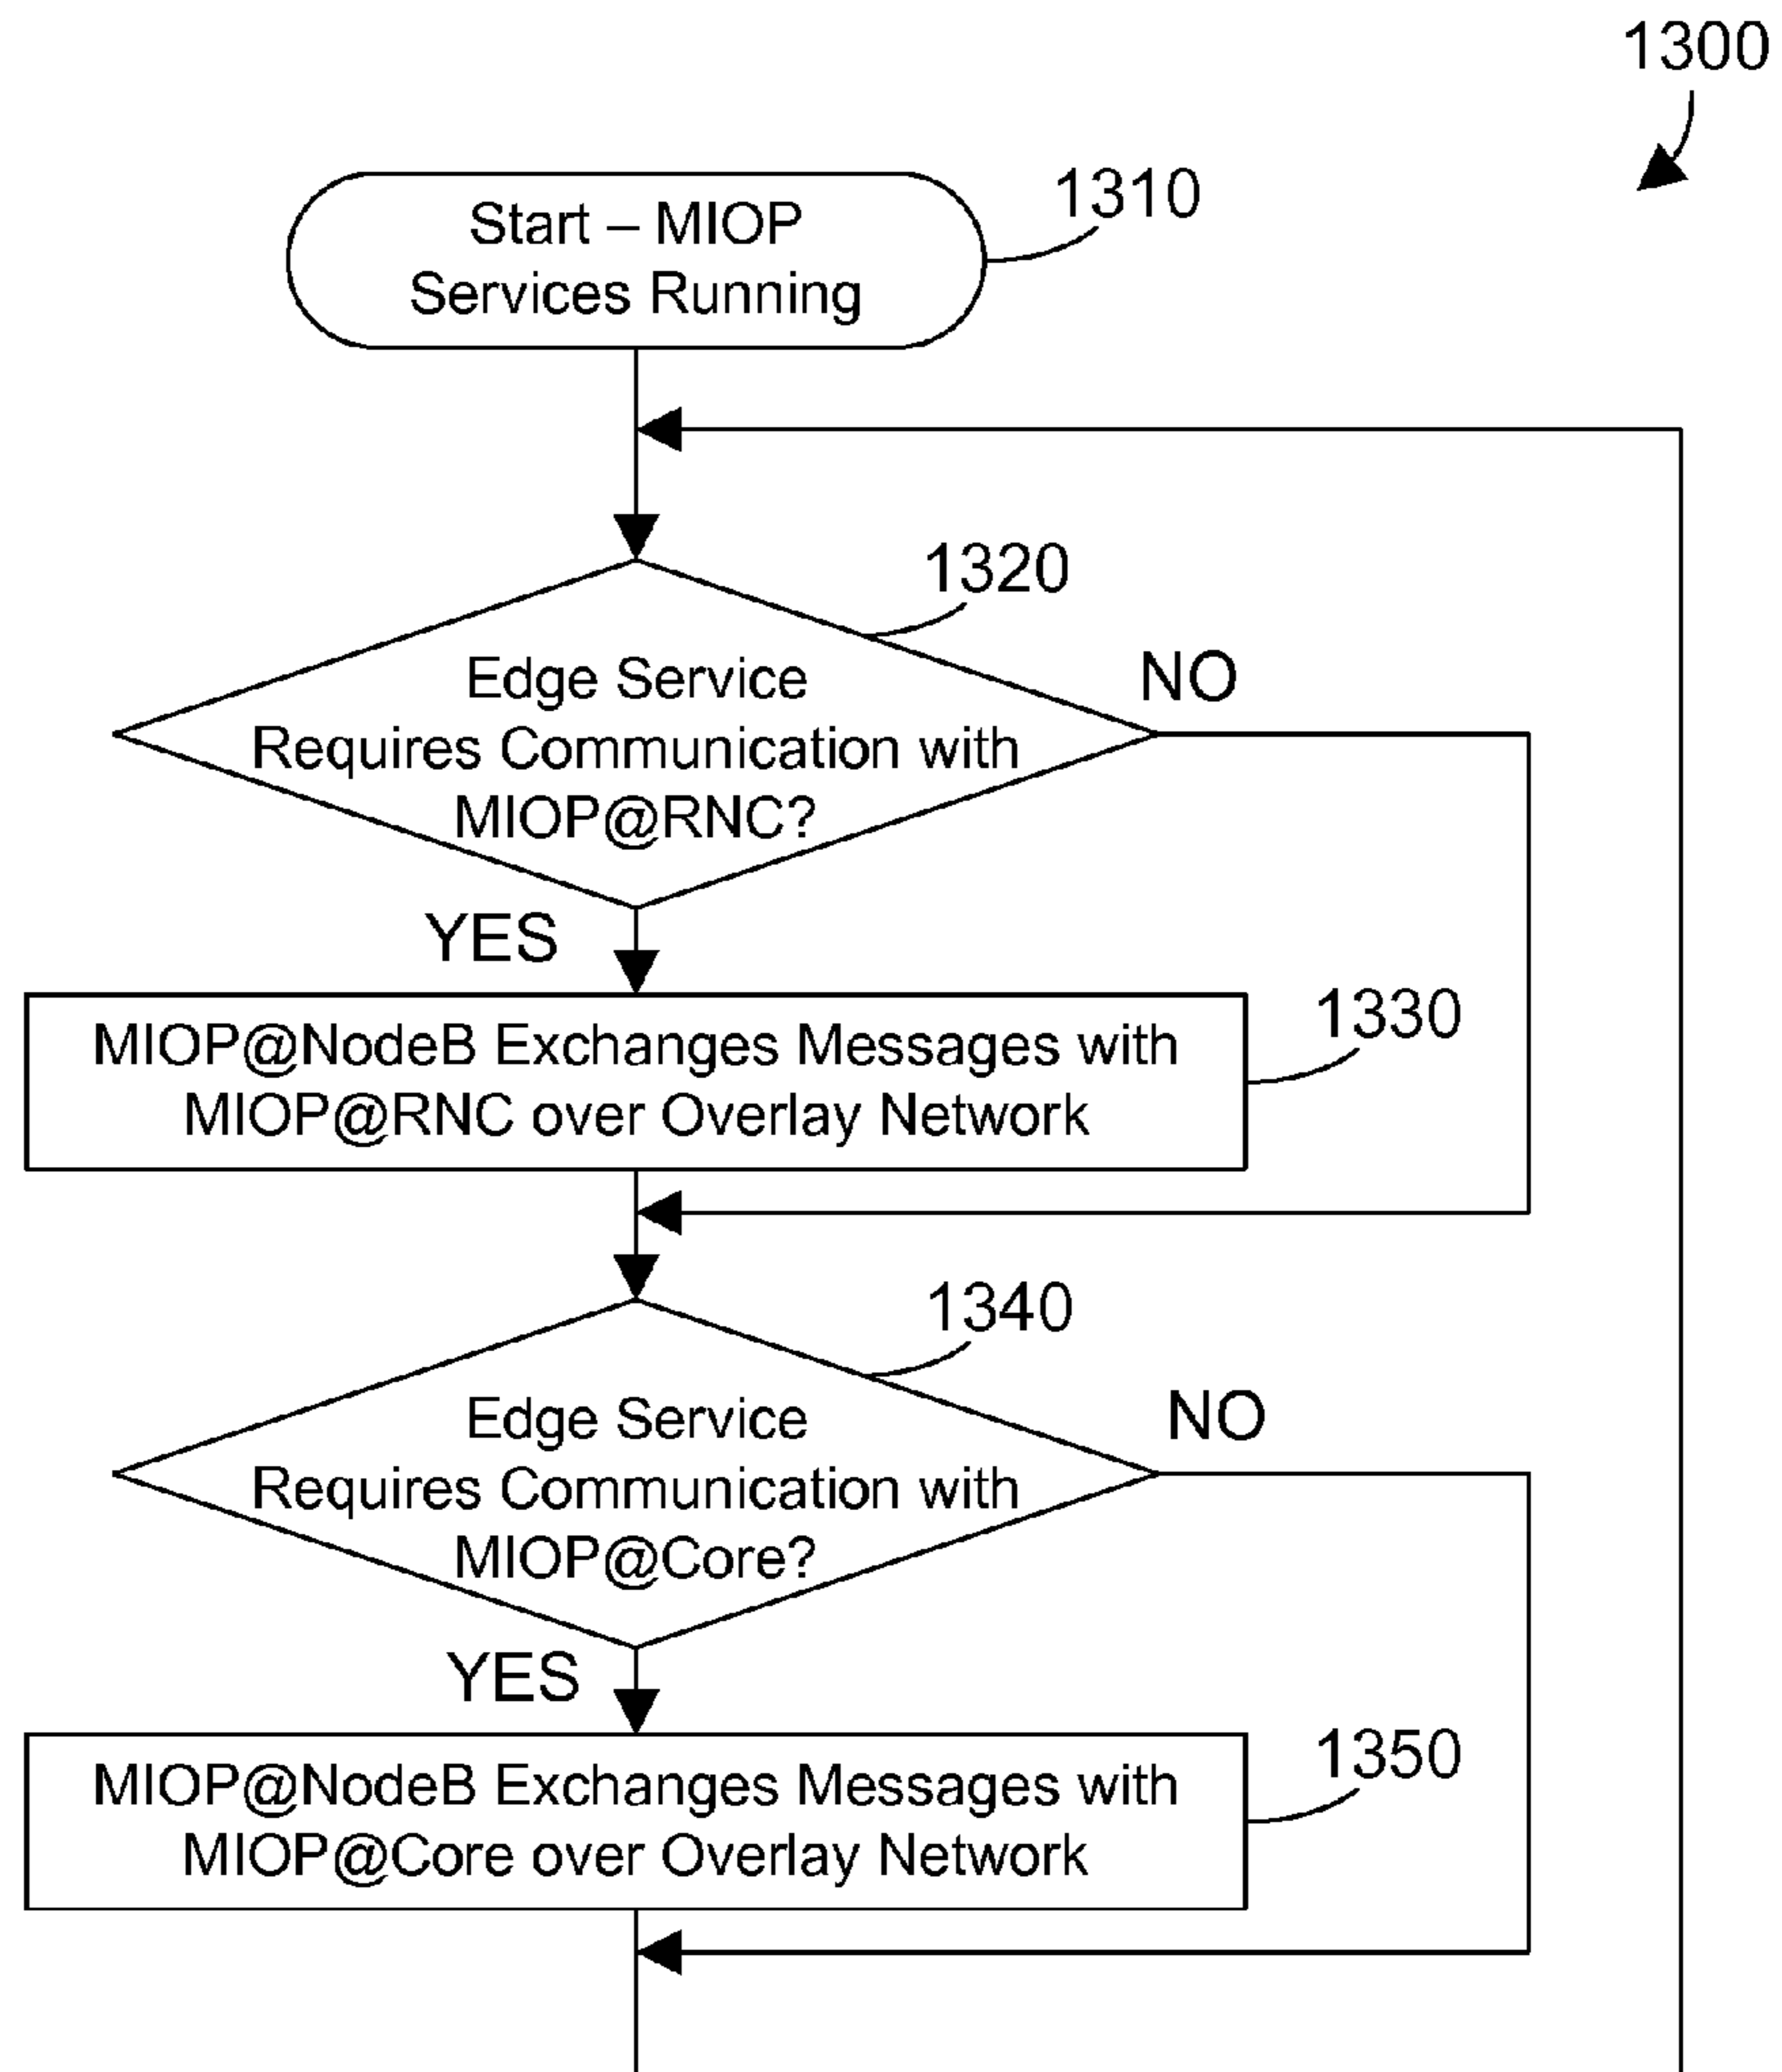 1300
1310
Start – MIOP
Services Running
1320
Edge Service
Requires Communication with
MIOP@RNC?
NO
YES
1330
MIOP@NodeB Exchanges Messages with
MIOP@RNC over Overlay Network
1340
Edge Service
Requires Communication with
MIOP@Core?
NO
YES
1350
MIOP@NodeB Exchanges Messages with
MIOP@Core over Overlay Network